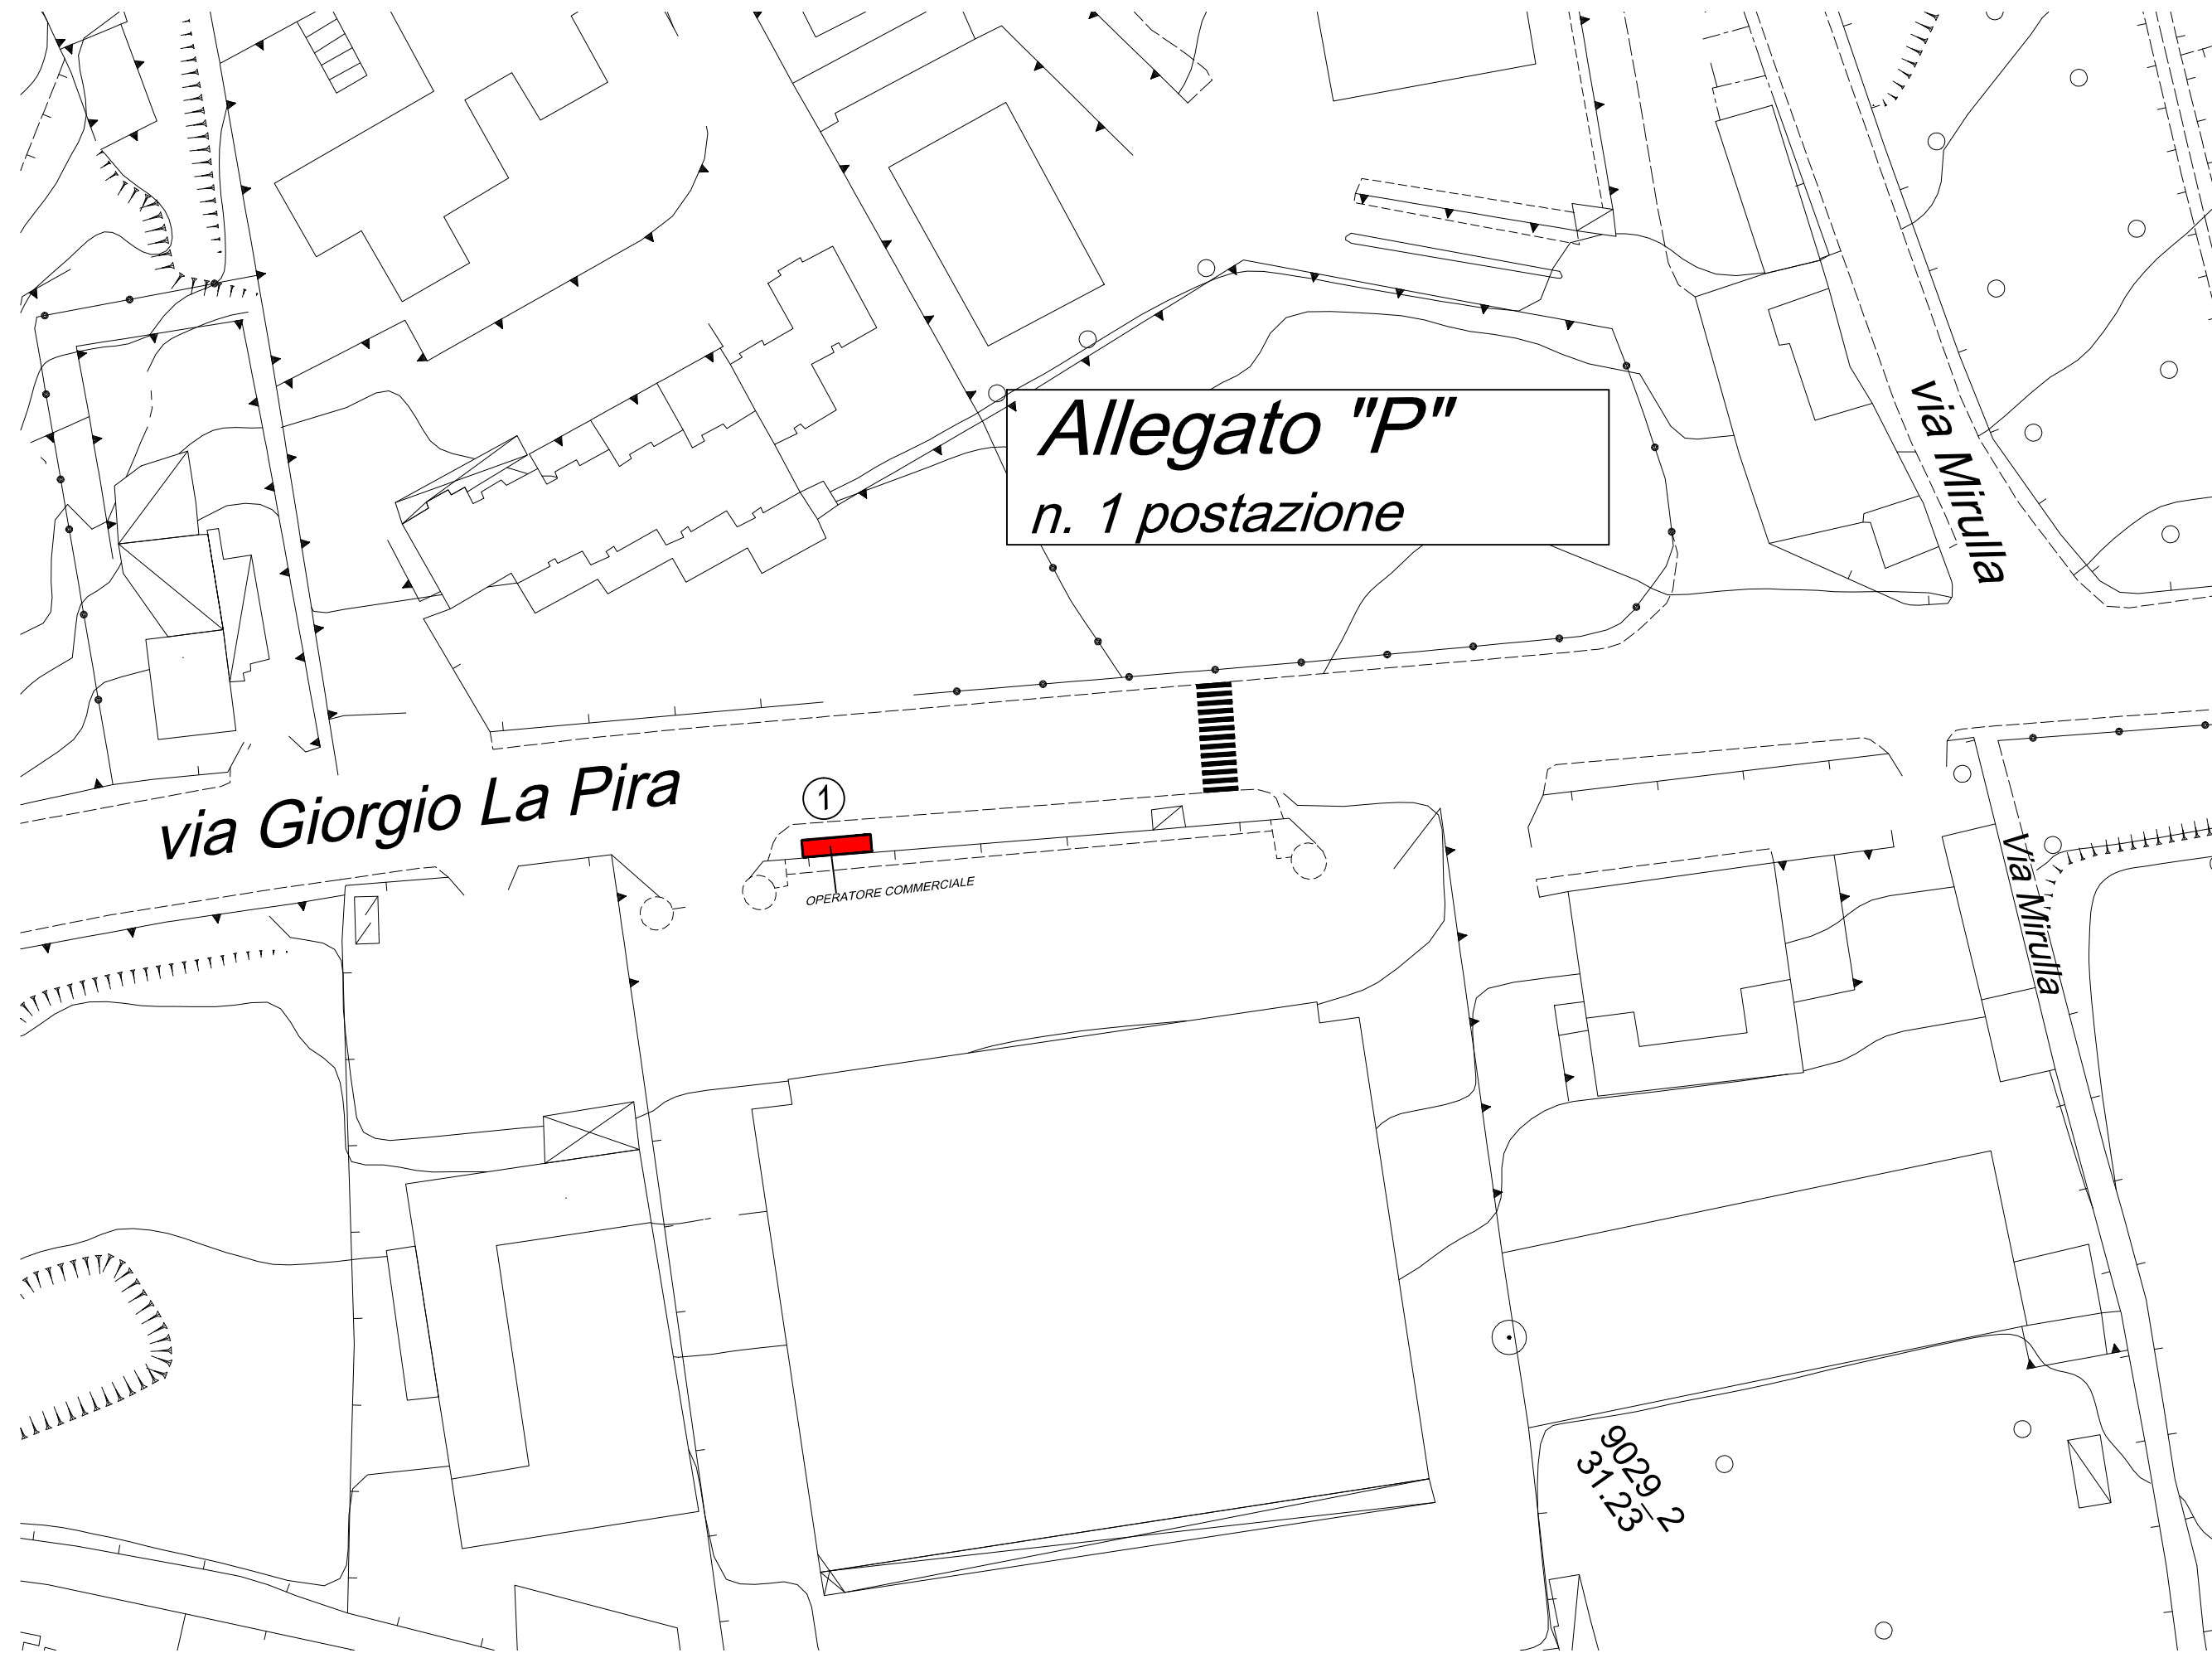 Allegato "P"
n. 1 postazione
via Mirulla
via Giorgio La Pira
1
OPERATORE COMMERCIALE
Via Mirulla
9029_2
31.23